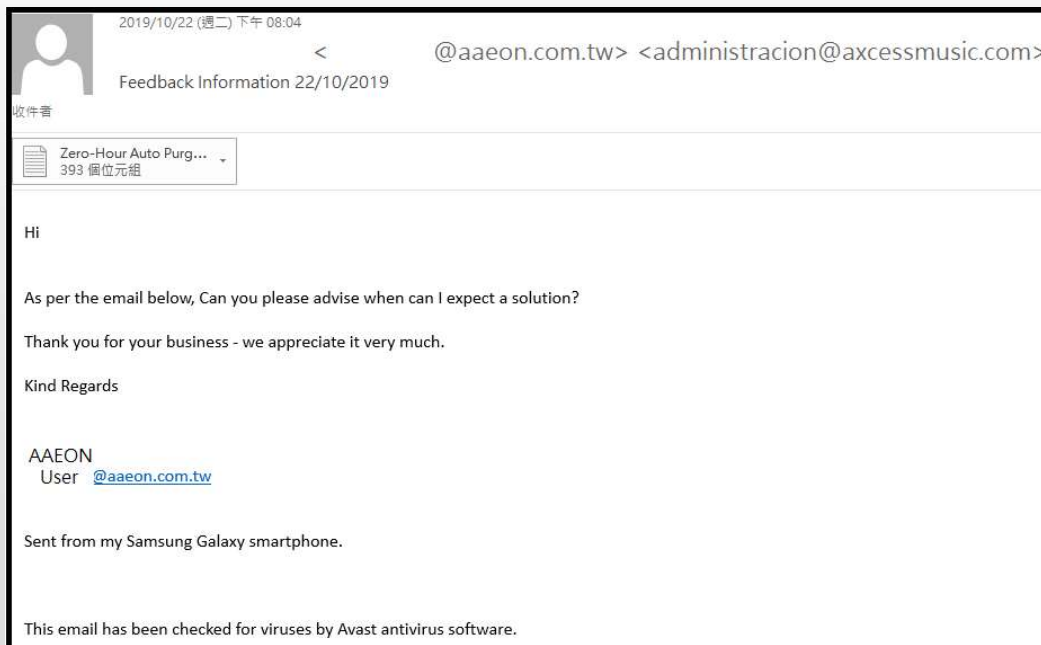 2019/10/22 (週二) 下午 08:04
< @aaeon.com.tw> <administracion@axcessmusic.com>
Feedback Information 22/10/2019
收件者
Zero-Hour Auto Purg...
393 個位元組
Hi
As per the email below, Can you please advise when can I expect a solution?
Thank you for your business - we appreciate it very much.
Kind Regards
AAEON
User @aaeon.com.tw
Sent from my Samsung Galaxy smartphone.
This email has been checked for viruses by Avast antivirus software.